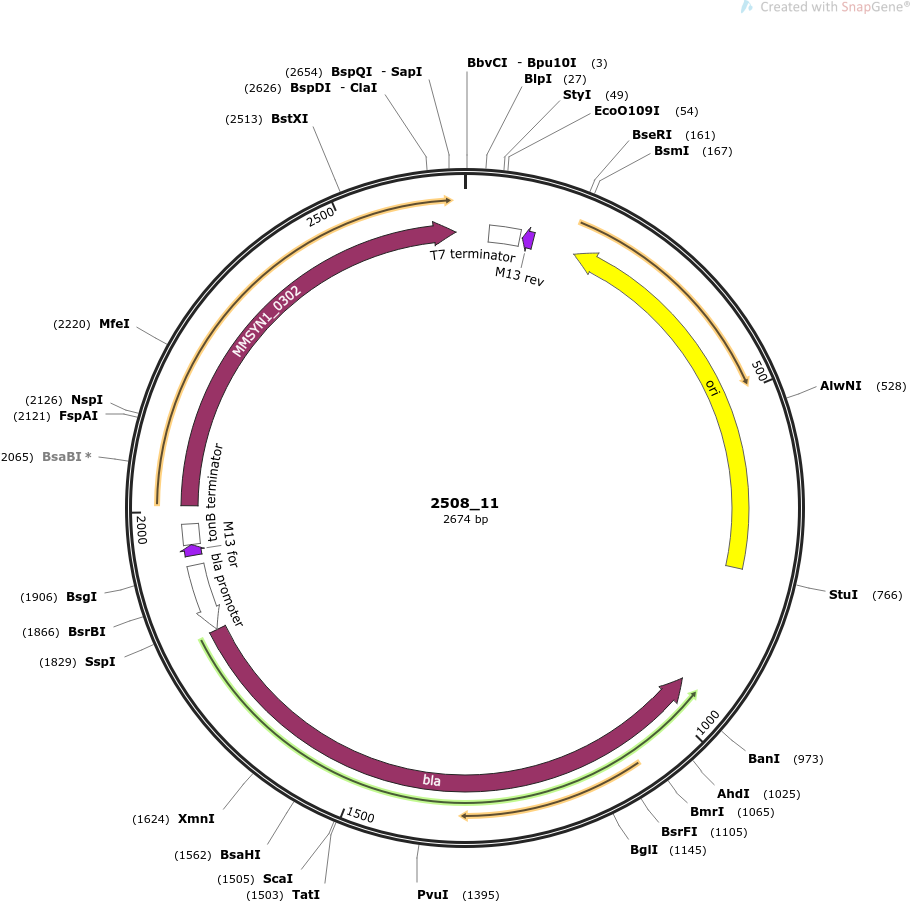 Created with SnapGene®
BbvCI - Bpu10I (3)
BlpI (27)
StyI (49)
EcoO109I (54)
BseRI (161)
BsmI (167)
(2654) BspQI - SapI
(2626) BspDI - ClaI
(2513) BstXI
2500
T7 terminator
M13 rev
MMSYN1_0302
(2220) MfeI
500
ori
AlwNI (528)
(2126) NspI
(2121) FspAI
2065) BsaBI *
tonB terminator
2508_11
2674 bp
2000
M13 for
bla promoter
(1906) BsgI
StuI (766)
(1866) BsrBI
(1829) SspI
1000
BanI (973)
bla
AhdI (1025)
BmrI (1065)
1500
(1624) XmnI
BsrFI (1105)
BglI (1145)
(1562) BsaHI
(1505) ScaI
(1503) TatI
PvuI (1395)